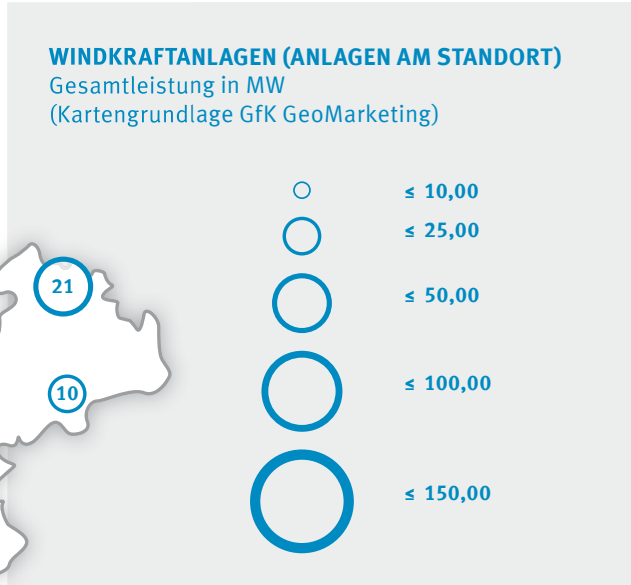 WINDKRAFTANLAGEN (ANLAGEN AM STANDORT)
Gesamtleistung in MW
(Kartengrundlage GfK GeoMarketing)
≤ 10,00
≤ 25,00
≤ 50,00
≤ 100,00
≤ 150,00
21
10